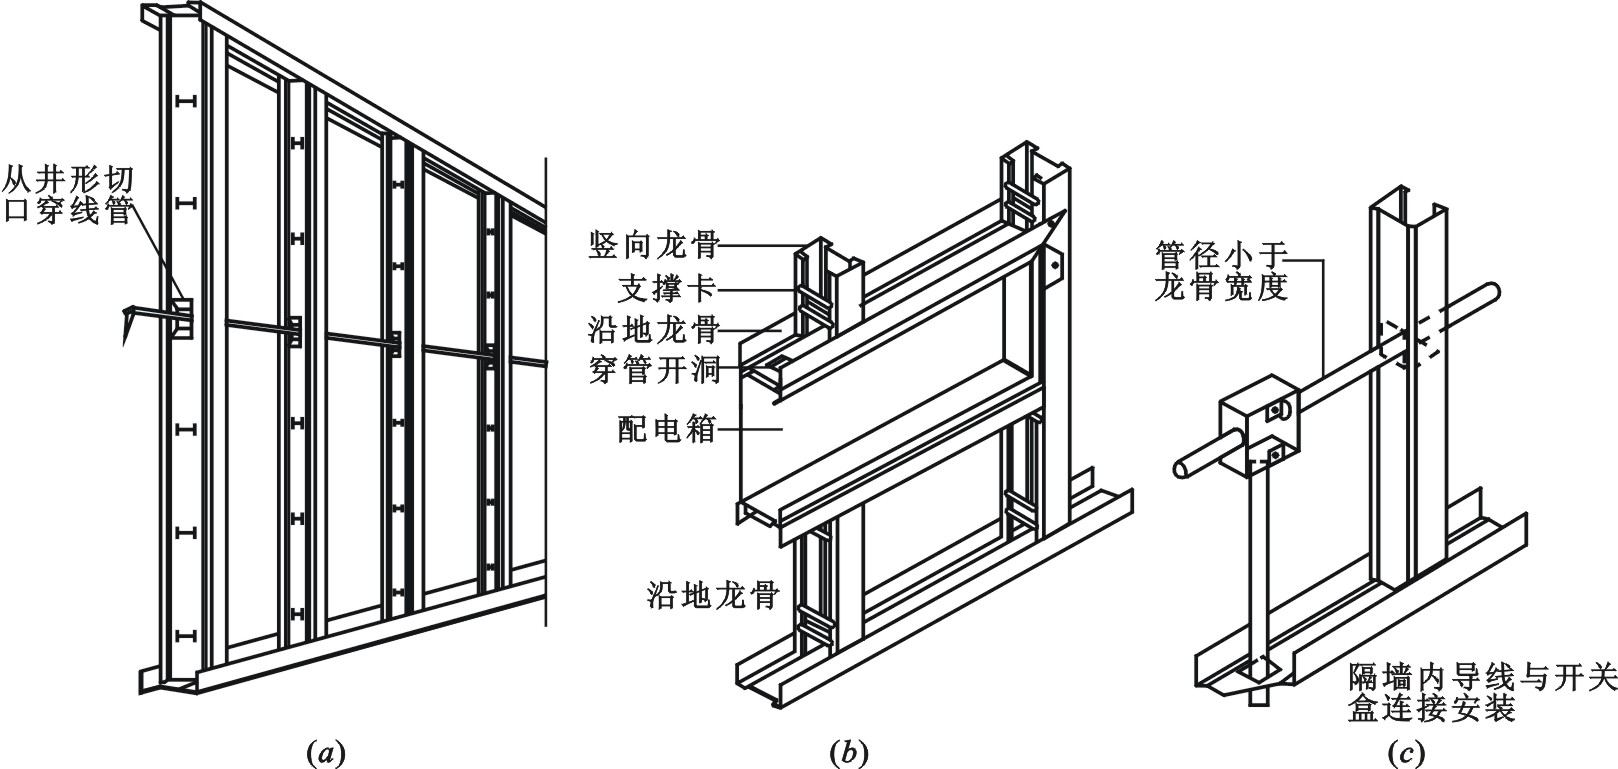 从井形切
口穿线管
(a)
竖向龙骨
支撑卡
沿地龙骨
穿管开洞
配电箱
沿地龙骨
(b)
管径小于
龙骨宽度
隔墙内导线与开关
盒连接安装
(c)